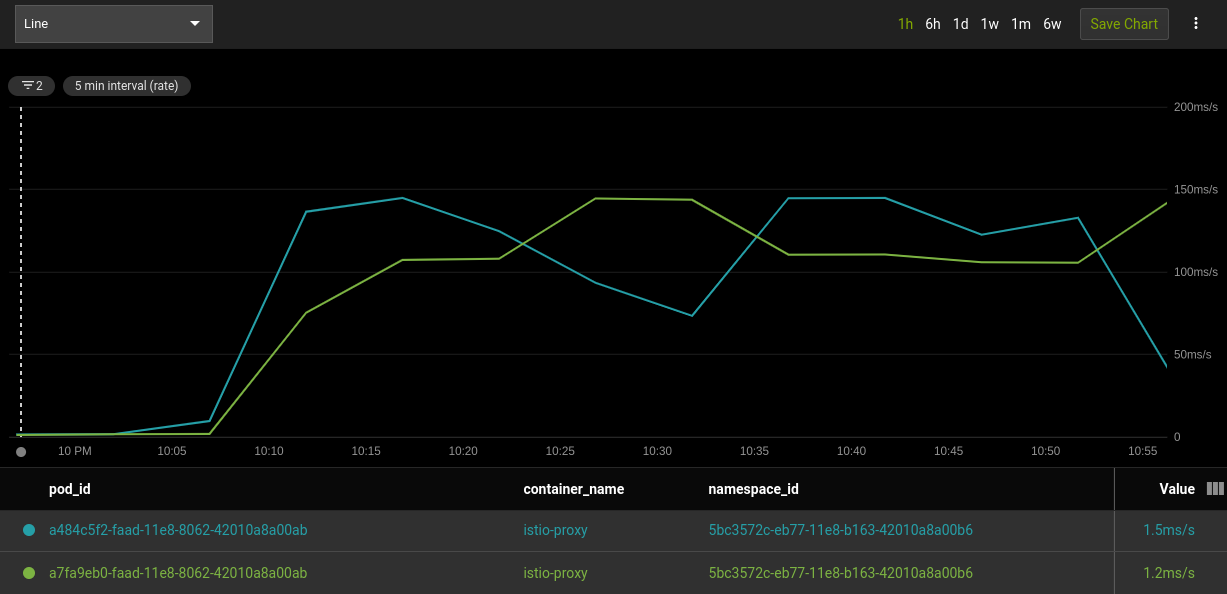 Line 1h 6h 1d 1w 1m 6w Save Chart
2 5 min interval (rate)
200ms/s
150ms/s
100ms/s
50ms/s
0
10 PM 10:05 10:10 10:15 10:20 10:25 10:30 10:35 10:40 10:45 10:50 10:55
pod_id container_name namespace_id Value
a484c5f2-faad-11e8-8062-42010a8a00ab istio-proxy 5bc3572c-eb77-11e8-b163-42010a8a00b6 1.5ms/s
a7fa9eb0-faad-11e8-8062-42010a8a00ab istio-proxy 5bc3572c-eb77-11e8-b163-42010a8a00b6 1.2ms/s